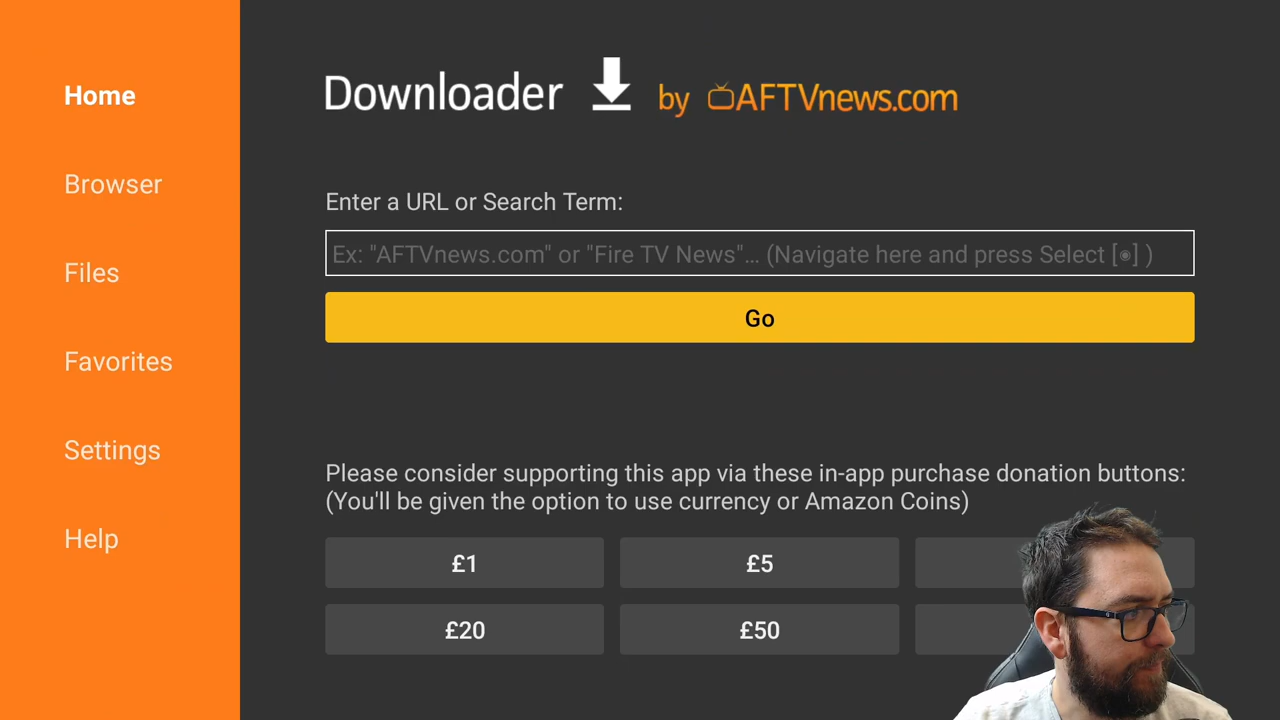 Home
Browser
Files
Favorites
Settings
Help
Downloader by AFTVnews.com
Enter a URL or Search Term:
Ex: "AFTVnews.com" or "Fire TV News"... (Navigate here and press Select [◉] )
Go
Please consider supporting this app via these in-app purchase donation buttons:
(You'll be given the option to use currency or Amazon Coins)
£1 £5
£20 £50